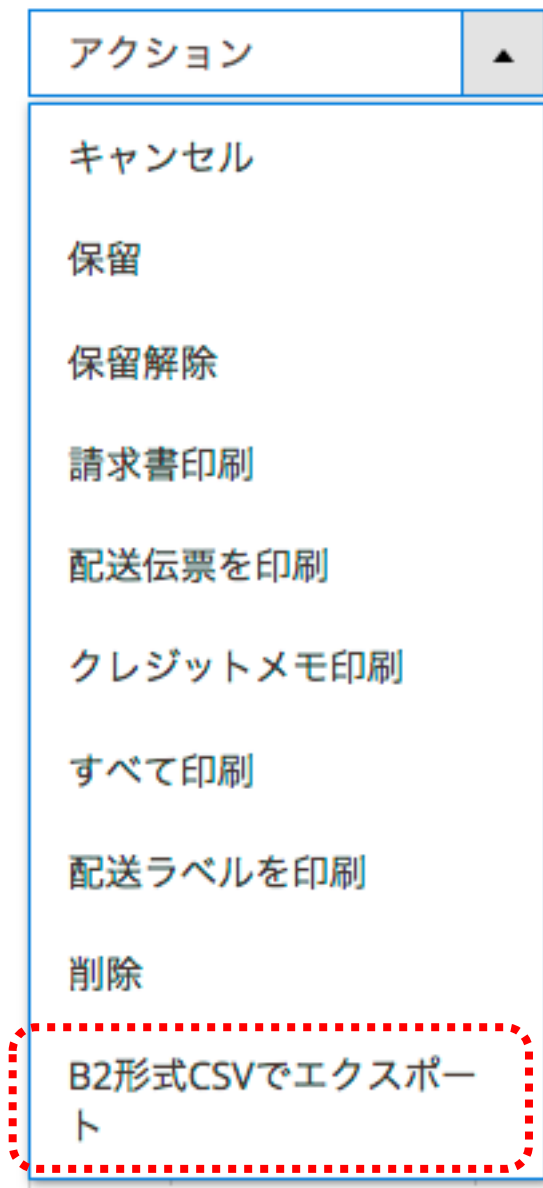 アクション
キャンセル
保留
保留解除
請求書印刷
配送伝票を印刷
クレジットメモ印刷
すべて印刷
配送ラベルを印刷
削除
B2形式CSVでエクスポー
ト